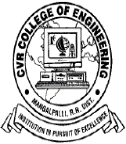 CVR COLLEGE OF ENGINEERING
MANGALPALLI, R.R. DIST.
INSTITUTION IN PURSUIT OF EXCELLENCE